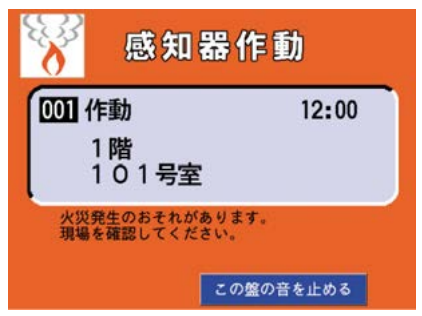 感知器作動
001 作動 12:00
1階
101号室
火災発生のおそれがあります。
現場を確認してください。
この盤の音を止める